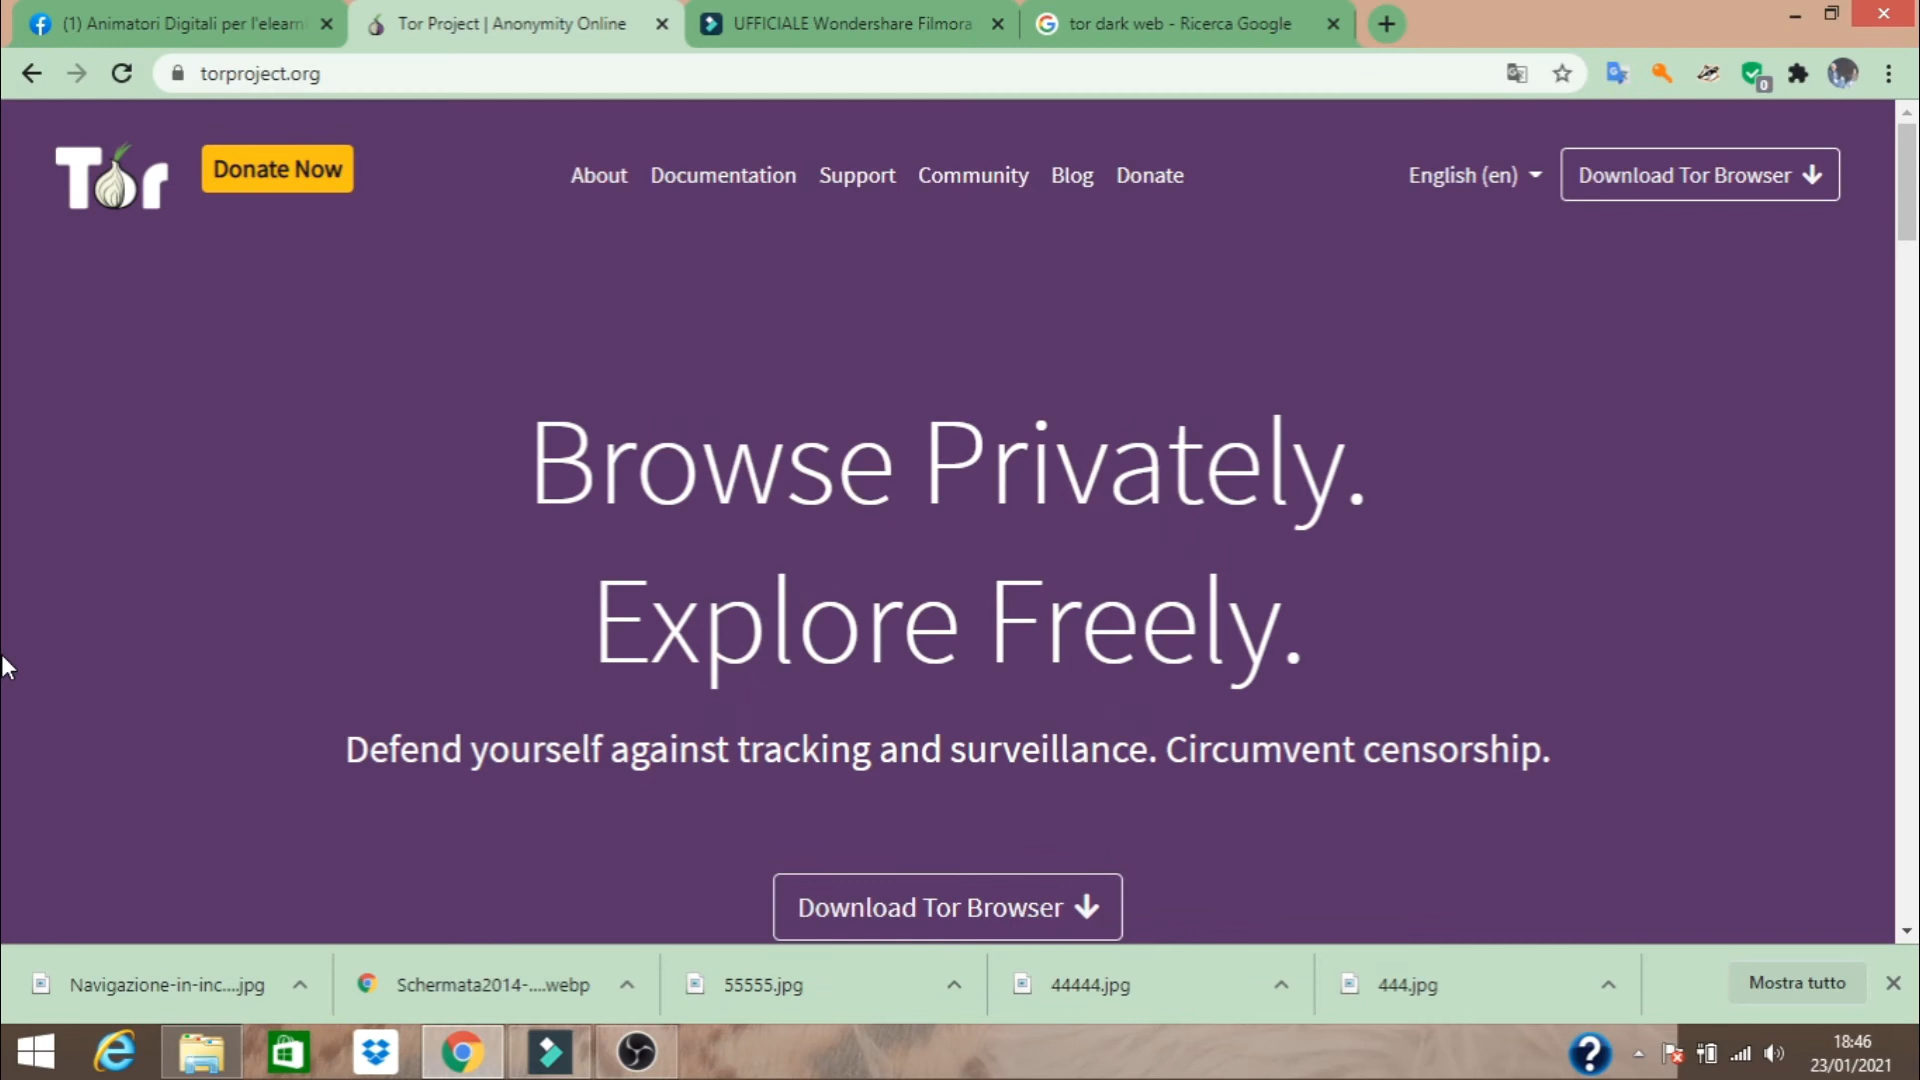 (1) Animatori Digitali per l'elearn
Tor Project | Anonymity Online
UFFICIALE Wondershare Filmora
tor dark web - Ricerca Google
torproject.org
0
Tor
Donate Now
About
Documentation
Support
Community
Blog
Donate
English (en)
Download Tor Browser
Browse Privately.
Explore Freely.
Defend yourself against tracking and surveillance. Circumvent censorship.
Download Tor Browser
Navigazione-in-inc....jpg
Schermata2014-....webp
55555.jpg
44444.jpg
444.jpg
Mostra tutto
18:46
23/01/2021